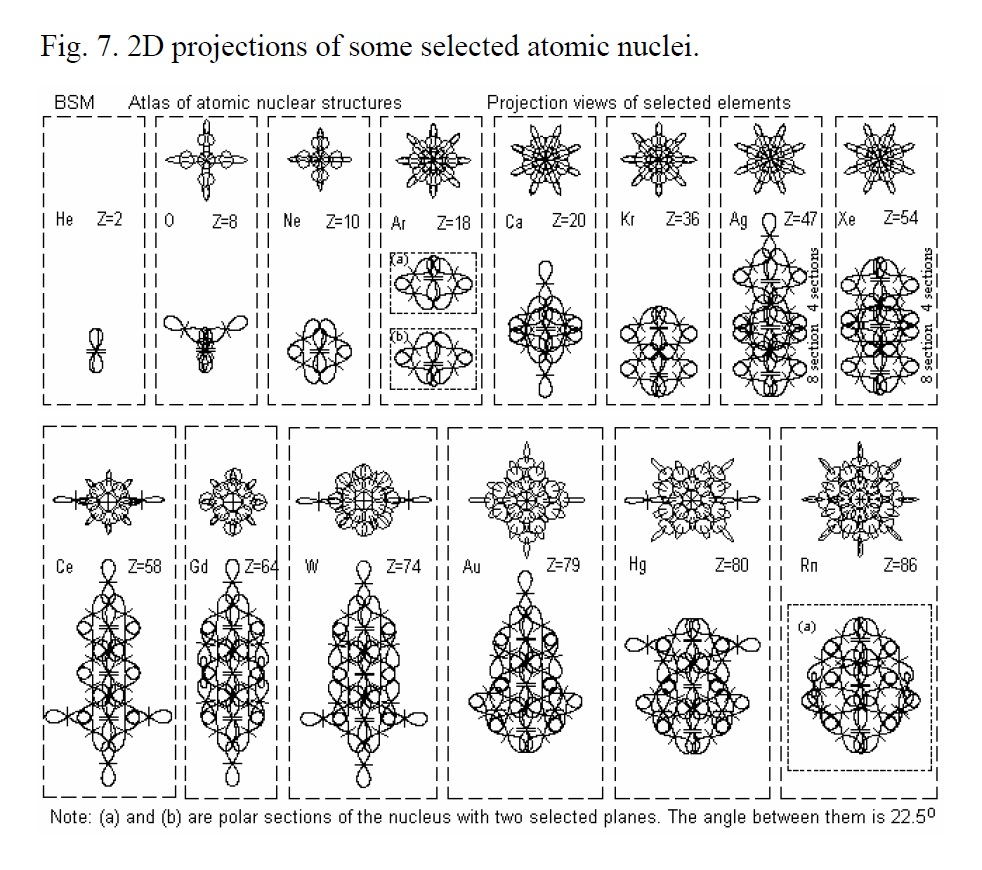 Fig. 7. 2D projections of some selected atomic nuclei.
BSM Atlas of atomic nuclear structures Projection views of selected elements
He Z=2
O Z=8
Ne Z=10
Ar Z=18
(a)
(b)
Ca Z=20
Kr Z=36
Ag Z=47
8 section 4 sections
Xe Z=54
8 section 4 sections
Ce Z=58
Gd Z=64
W Z=74
Au Z=79
Hg Z=80
Rn Z=86
(a)
Note: (a) and (b) are polar sections of the nucleus with two selected planes. The angle between them is 22.5º